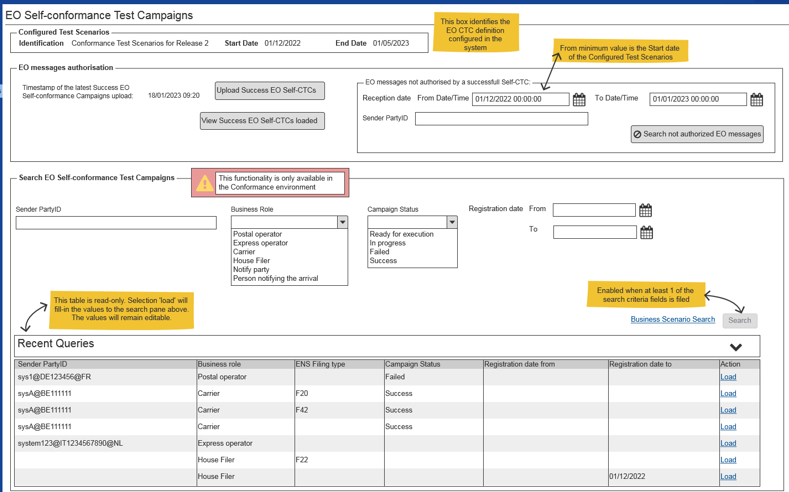 EO Self-conformance Test Campaigns
This box identifies the
EO CTC definition
configured in the
system
Configured Test Scenarios
Identification Conformance Test Scenarios for Release 2 Start Date 01/12/2022 End Date 01/05/2023
From minimum value is the Start date
of the Configured Test Scenarios
EO messages authorisation
Timestamp of the latest Success EO
Self-conformance Campaigns upload: 18/01/2023 09:20
Upload Success EO Self-CTCs
View Success EO Self-CTCs loaded
EO messages not authorised by a successfull Self-CTC:
Reception date From Date/Time 01/12/2022 00:00:00 To Date/Time 01/01/2023 00:00:00
Sender PartyID
Search not authorized EO messages
Search EO Self-conformance Test Campaigns
This functionality is only available in
the Conformance environment
Sender PartyID
Business Role
Postal operator
Express operator
Carrier
House Filer
Notify party
Person notifying the arrival
Campaign Status
Ready for execution
In progress
Failed
Success
Registration date From
To
This table is read-only. Selection 'load' will
fill-in the values to the search pane above.
The values will remain editable.
Enabled when at least 1 of the
search criteria fields is filed
Business Scenario Search Search
Recent Queries
Sender PartyID Business role ENS Filing type Campaign Status Registration date from Registration date to Action
sys1@DE123456@FR Postal operator Failed Load
sysA@BE111111 Carrier F20 Success Load
sysA@BE111111 Carrier F42 Success Load
sysA@BE111111 Carrier Success Load
system123@IT1234567890@NL Express operator Load
House Filer F22 Load
House Filer 01/12/2022 Load